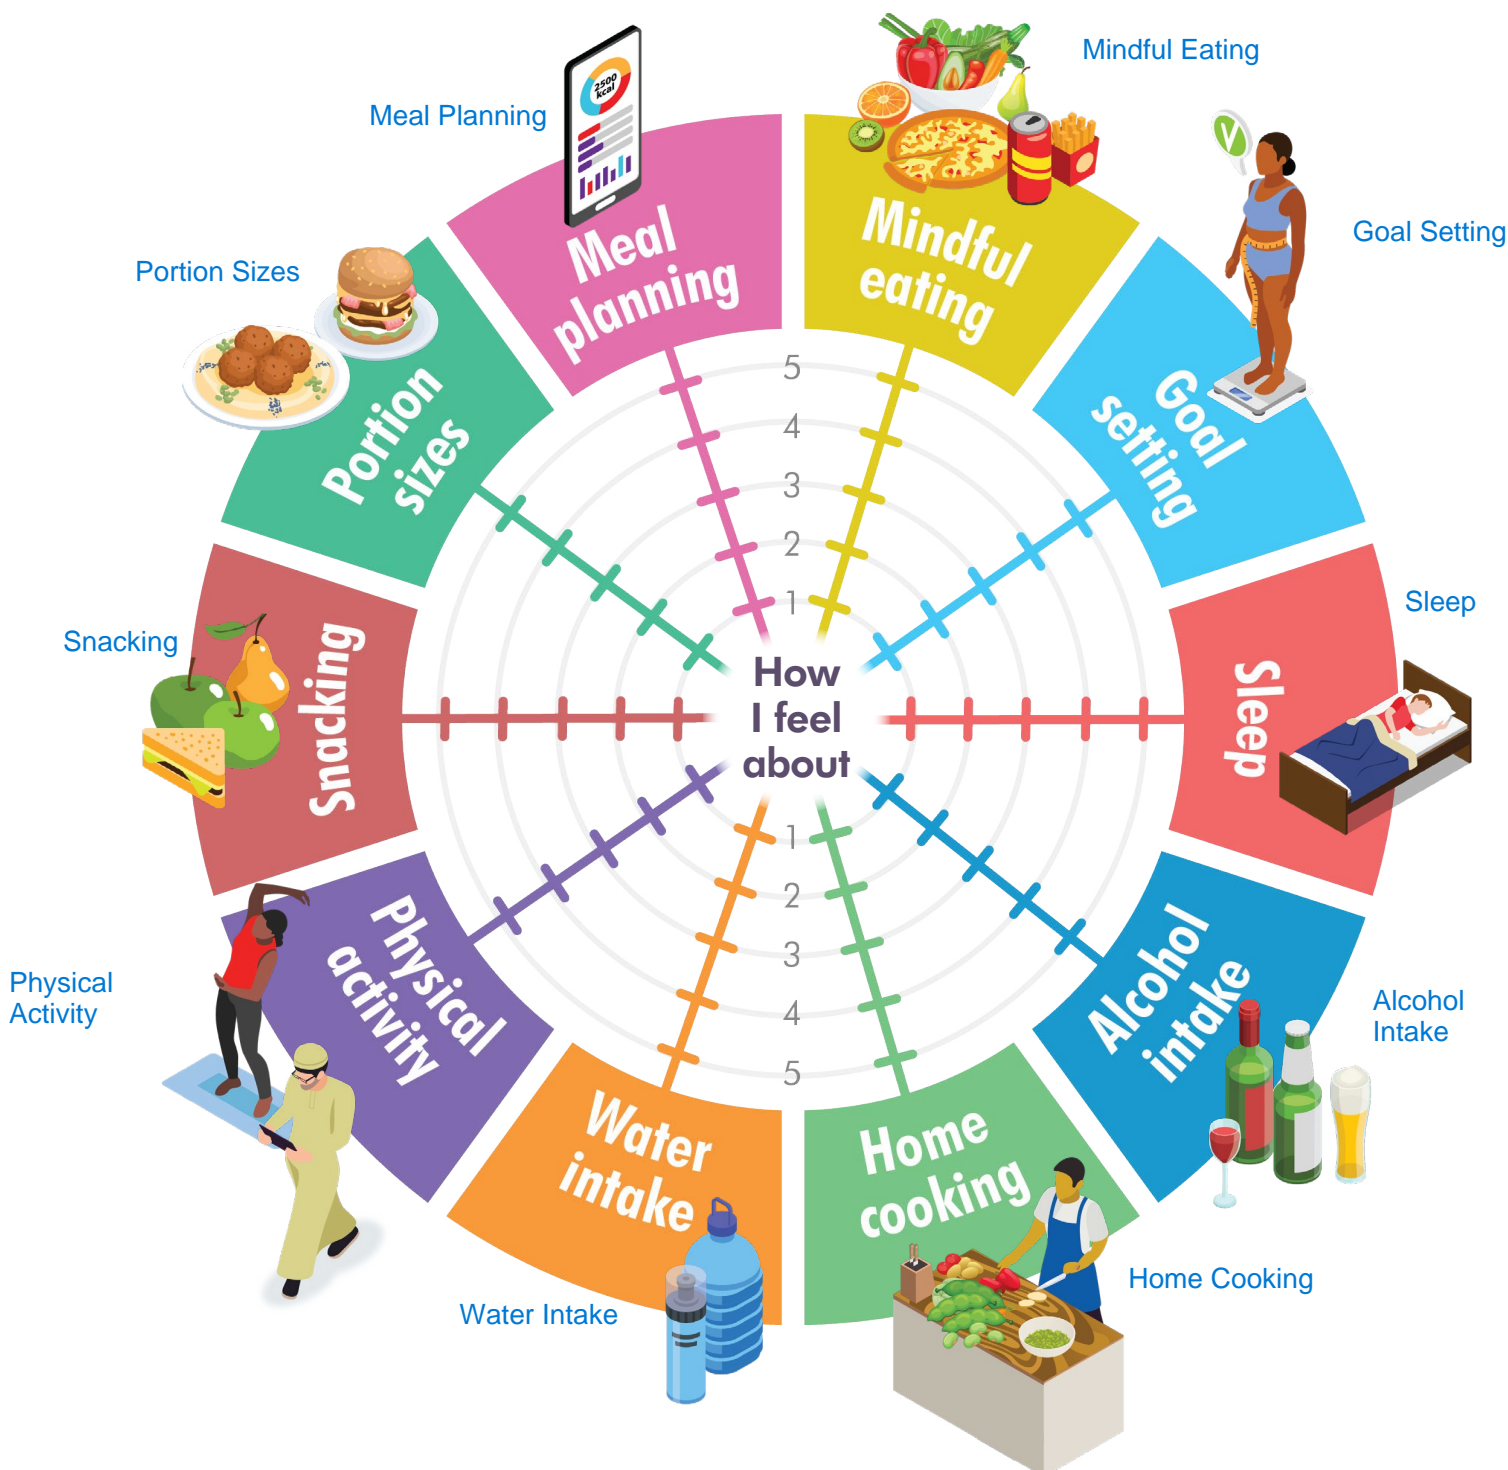 Mindful Eating
Meal Planning
2500
kcal
V
Goal Setting
Portion Sizes
Meal
planning
Mindful
eating
Portion
sizes
Goal
setting
5
4
3
2
1
Sleep
Snacking
Snacking
Sleep
How
I feel
about
1
2
3
4
5
Physical
activity
Alcohol
intake
Physical
Activity
Alcohol
Intake
Water
intake
Home
cooking
Home Cooking
Water Intake